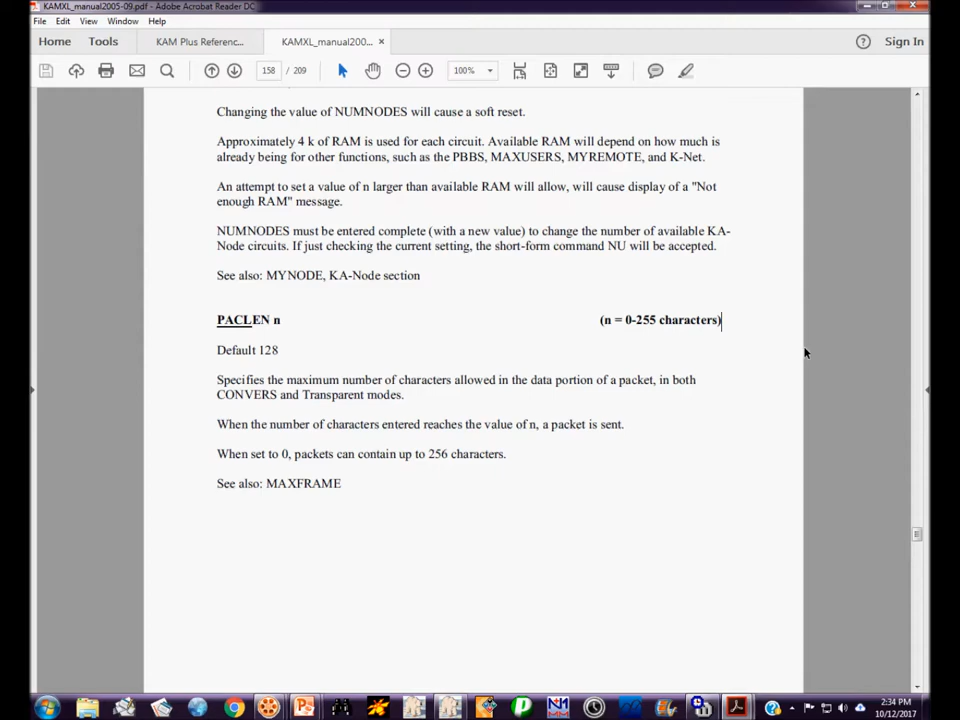 KAMXL_manual2005-09.pdf - Adobe Acrobat Reader DC
File Edit View Window Help
Home Tools KAM Plus Referenc... KAMXL_manual200... × Sign In
158 / 209 100%
Changing the value of NUMNODES will cause a soft reset.
Approximately 4 k of RAM is used for each circuit. Available RAM will depend on how much is
already being for other functions, such as the PBBS, MAXUSERS, MYREMOTE, and K-Net.
An attempt to set a value of n larger than available RAM will allow, will cause display of a "Not
enough RAM" message.
NUMNODES must be entered complete (with a new value) to change the number of available KA-
Node circuits. If just checking the current setting, the short-form command NU will be accepted.
See also: MYNODE, KA-Node section
PACLEN n (n = 0-255 characters)
Default 128
Specifies the maximum number of characters allowed in the data portion of a packet, in both
CONVERS and Transparent modes.
When the number of characters entered reaches the value of n, a packet is sent.
When set to 0, packets can contain up to 256 characters.
See also: MAXFRAME
2:34 PM
10/12/2017